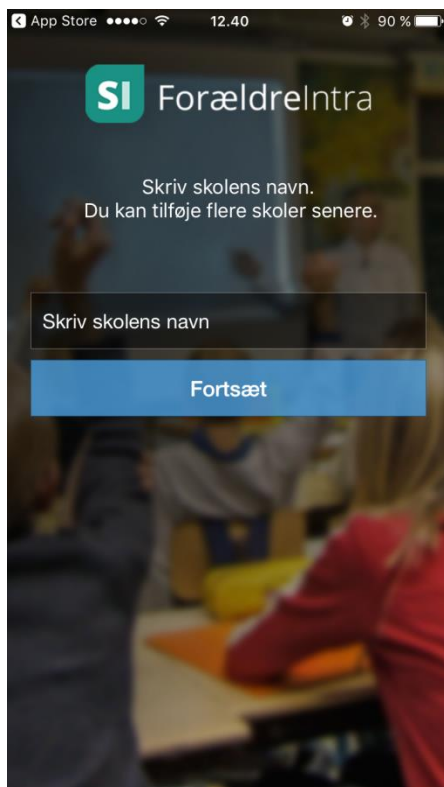 App Store 12.40 90 %
SI ForældreIntra
Skriv skolens navn.
Du kan tilføje flere skoler senere.
Skriv skolens navn
Fortsæt